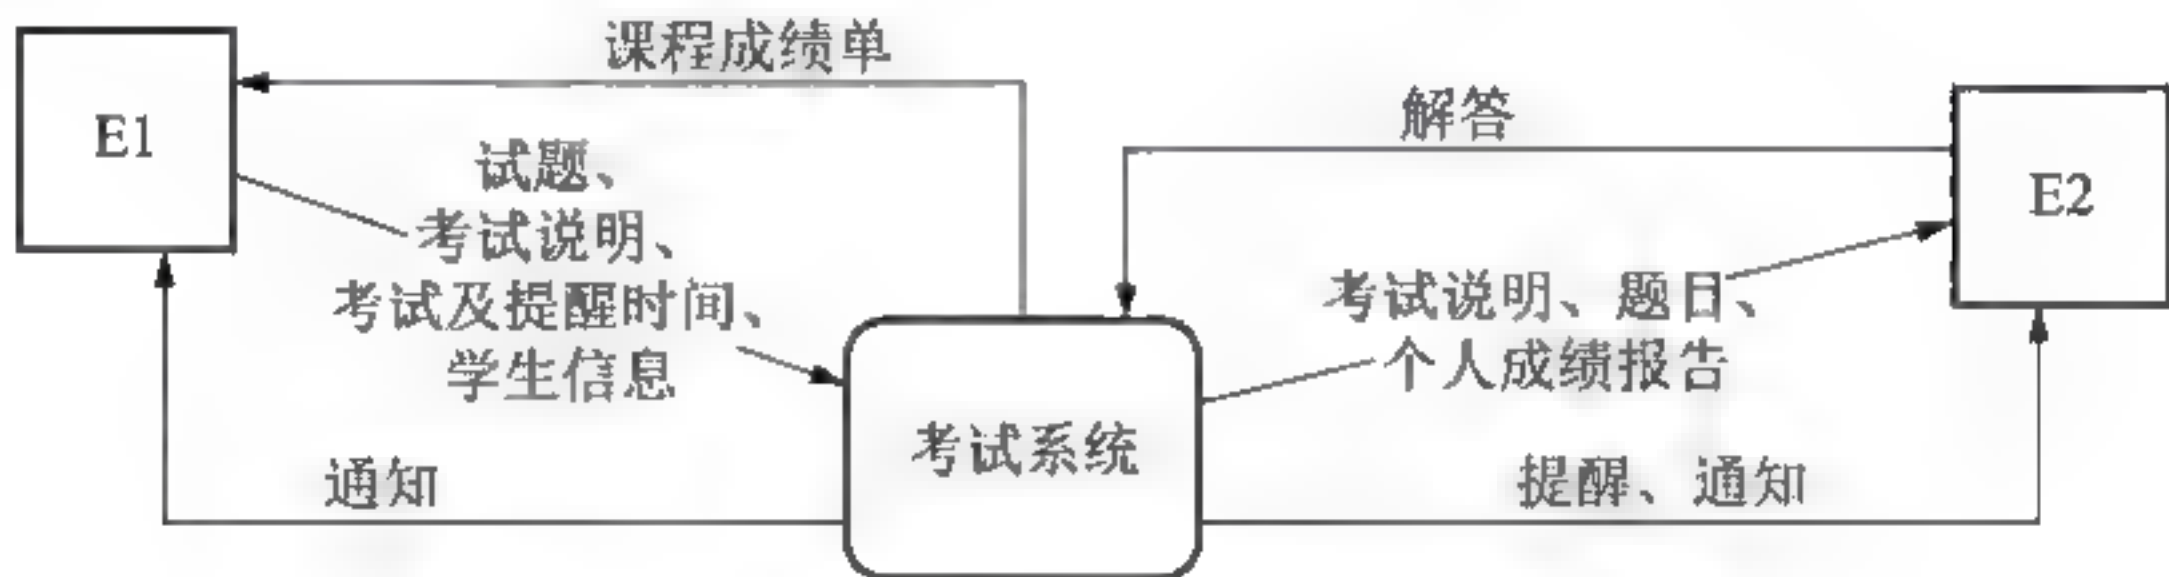 课程成绩单
E1
解答
试题、
考试说明、
考试及提醒时间、
学生信息
E2
考试说明、题目、
个人成绩报告
考试系统
通知
提醒、通知